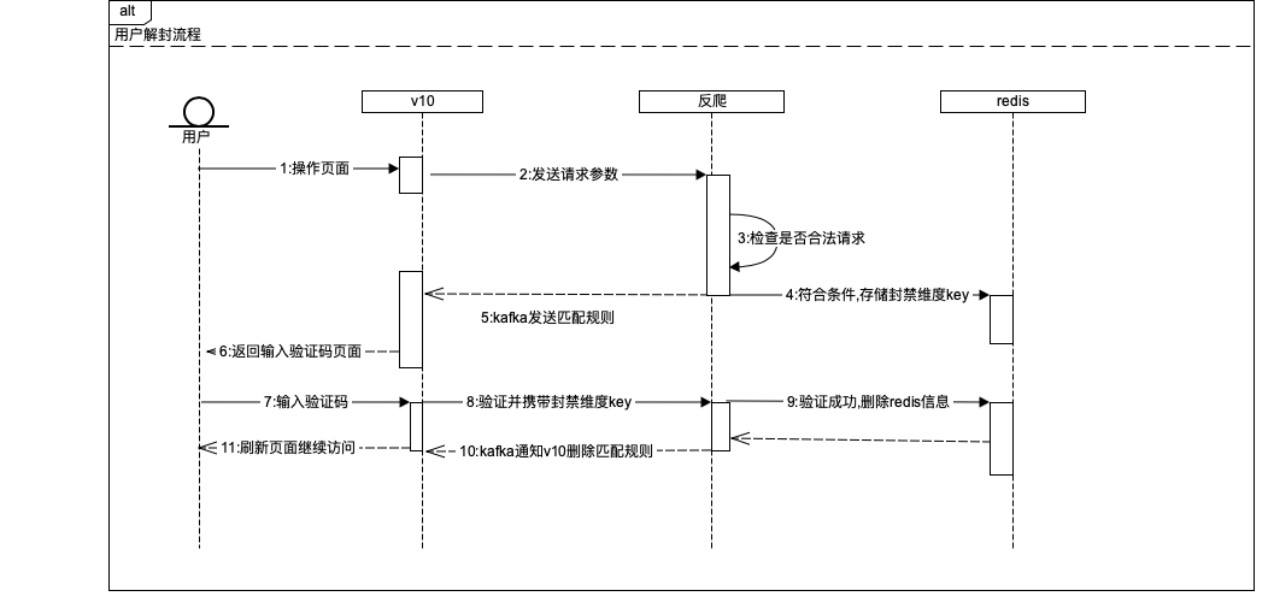 alt
用户解封流程
v10
反爬
redis
用户
1:操作页面
2:发送请求参数
3:检查是否合法请求
4:符合条件,存储封禁维度key
5:kafka发送匹配规则
6:返回输入验证码页面
7:输入验证码
8:验证并携带封禁维度key
9:验证成功,删除redis信息
11:刷新页面继续访问
10:kafka通知v10删除匹配规则